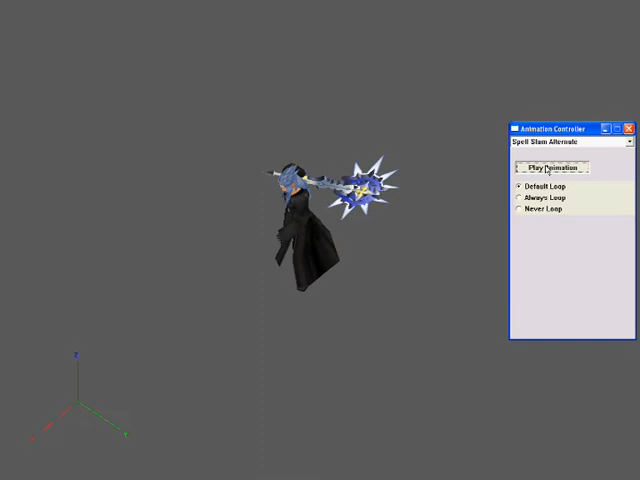 Animation Controller
Spell Slam Alternate
Play Animation
Default Loop
Always Loop
Never Loop
Z
Y